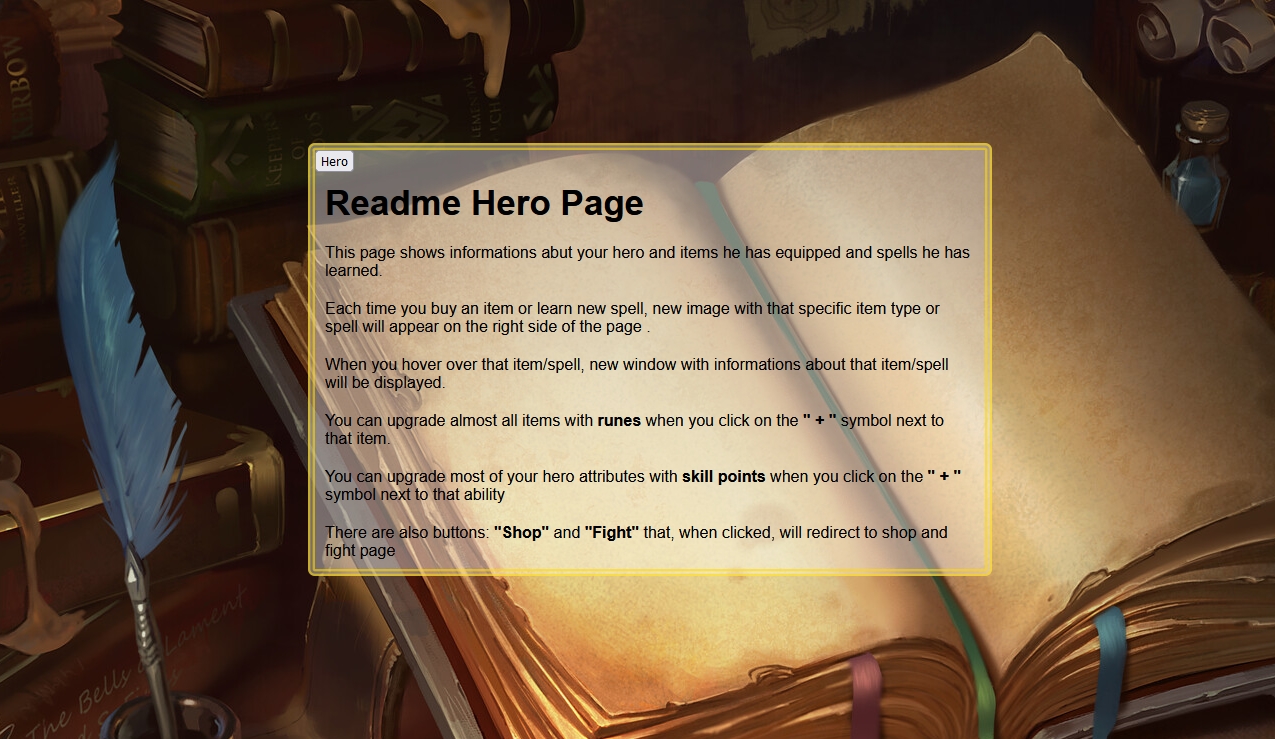 KIRBOW
KEEPERS
OF
Hero
Readme Hero Page
This page shows informations abut your hero and items he has equipped and spells he has
learned.
Each time you buy an item or learn new spell, new image with that specific item type or
spell will appear on the right side of the page .
When you hover over that item/spell, new window with informations about that item/spell
will be displayed.
You can upgrade almost all items with runes when you click on the " + " symbol next to
that item.
You can upgrade most of your hero attributes with skill points when you click on the " + "
symbol next to that ability
There are also buttons: "Shop" and "Fight" that, when clicked, will redirect to shop and
fight page
The Bells Lament